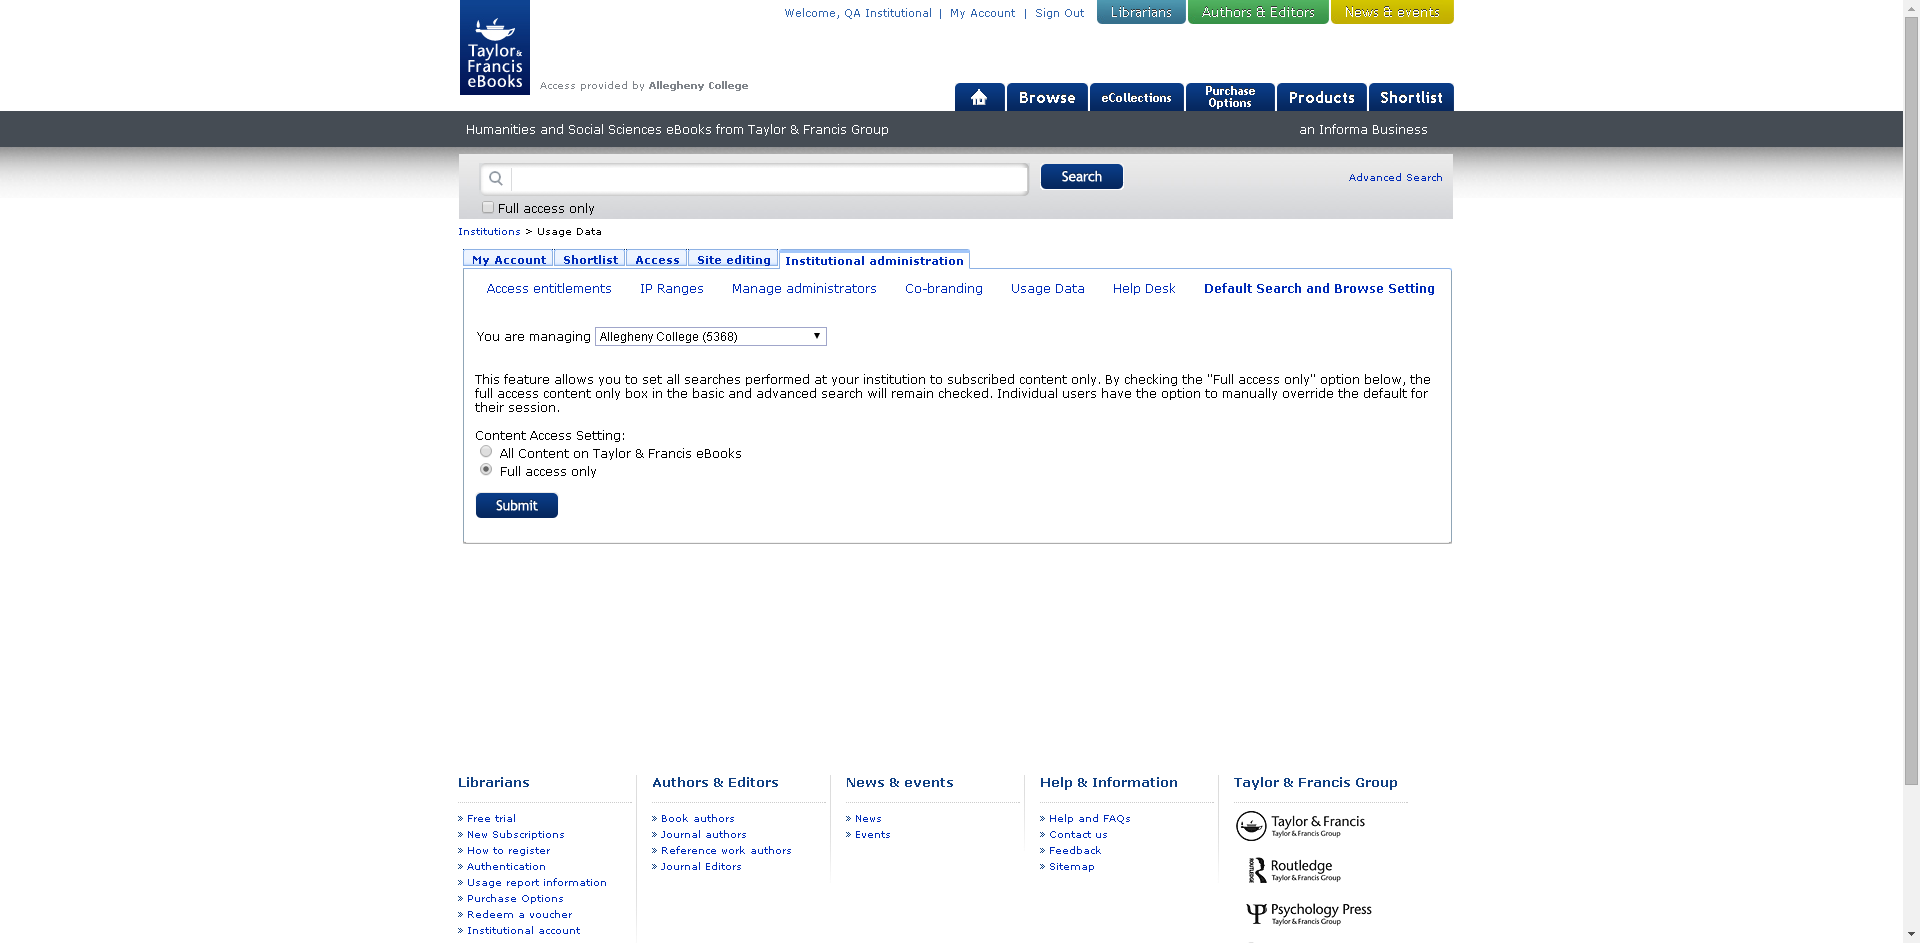 Welcome, QA Institutional | My Account | Sign Out
Librarians
Authors & Editors
News & events
Taylor &
Francis
eBooks
Access provided by Allegheny College
Browse
eCollections
Purchase
Options
Products
Shortlist
Humanities and Social Sciences eBooks from Taylor & Francis Group
an Informa Business
Search
Advanced Search
Full access only
Institutions > Usage Data
My Account
Shortlist
Access
Site editing
Institutional administration
Access entitlements
IP Ranges
Manage administrators
Co-branding
Usage Data
Help Desk
Default Search and Browse Setting
You are managing Allegheny College (5368)
This feature allows you to set all searches performed at your institution to subscribed content only. By checking the "Full access only" option below, the
full access content only box in the basic and advanced search will remain checked. Individual users have the option to manually override the default for
their session.
Content Access Setting:
All Content on Taylor & Francis eBooks
Full access only
Submit
Librarians
» Free trial
» New Subscriptions
» How to register
» Authentication
» Usage report information
» Purchase Options
» Redeem a voucher
» Institutional account
Authors & Editors
» Book authors
» Journal authors
» Reference work authors
» Journal Editors
News & events
» News
» Events
Help & Information
» Help and FAQs
» Contact us
» Feedback
» Sitemap
Taylor & Francis Group
Taylor & Francis
Taylor & Francis Group
ROUTLEDGE
Routledge
Taylor & Francis Group
Psychology Press
Taylor & Francis Group